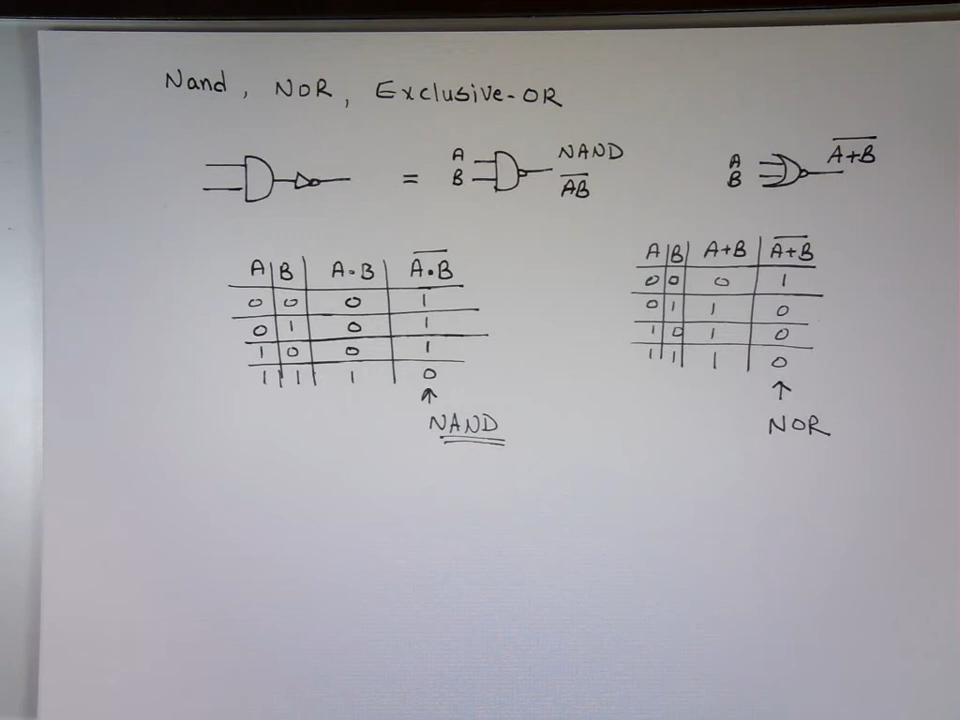 Nand, NOR, Exclusive-OR
A
B
=
NAND
A̅B̅
A
B
A̅+̅B̅
A B A·B A̅·̅B̅
0 0 0 1
0 1 0 1
1 0 0 1
1 1 1 0
↑
NAND
A B A+B A̅+̅B̅
0 0 0 1
0 1 1 0
1 0 1 0
1 1 1 0
↑
NOR